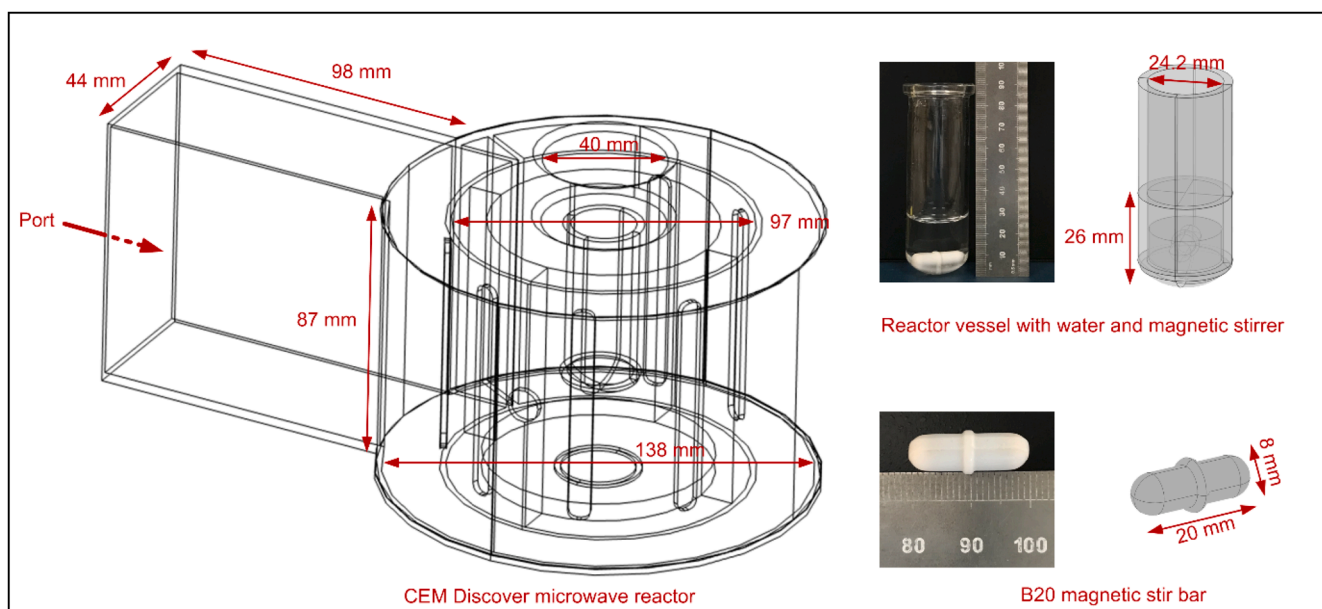 44 mm
98 mm
40 mm
Port
97 mm
87 mm
138 mm
CEM Discover microwave reactor
24.2 mm
26 mm
Reactor vessel with water and magnetic stirrer
80 90 100
8 mm
20 mm
B20 magnetic stir bar